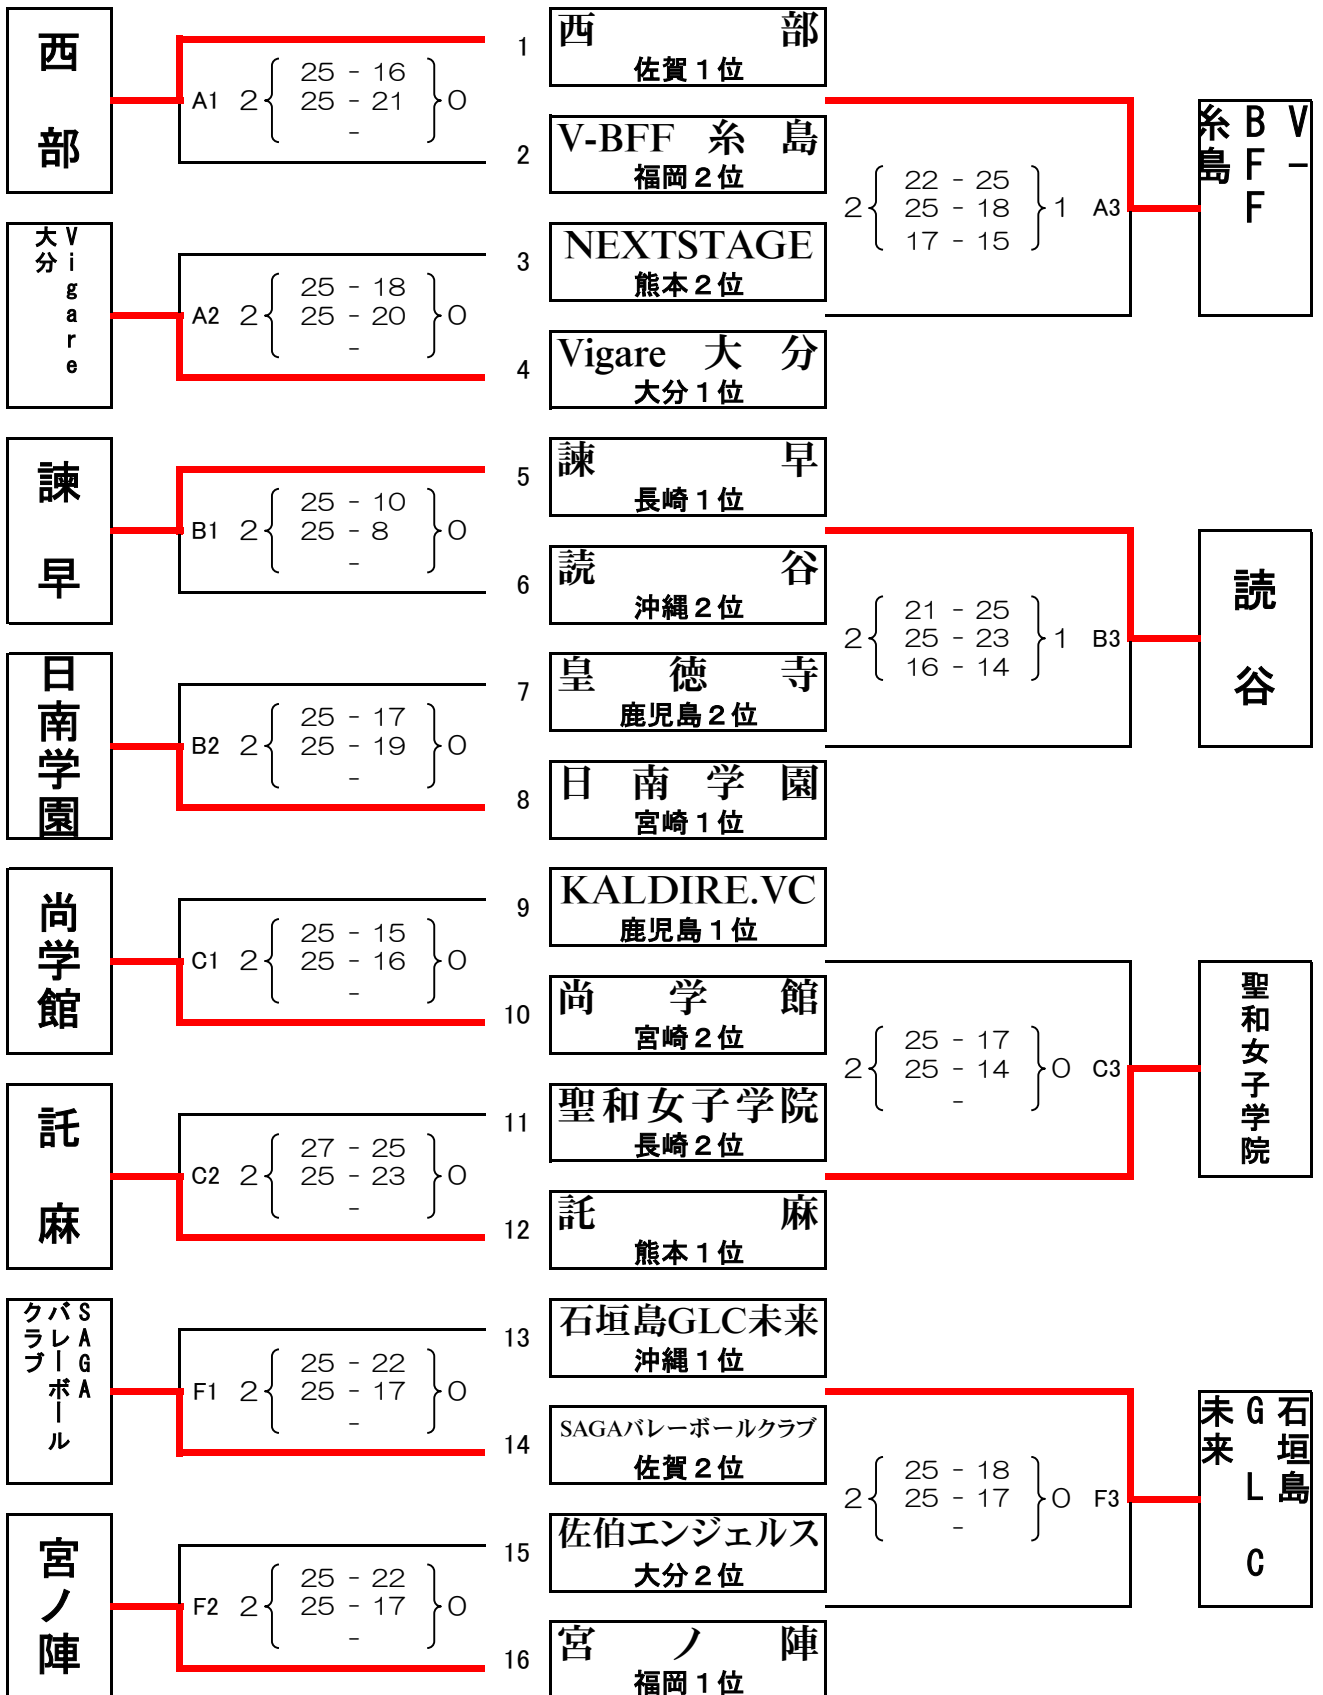 西部
A1 2 25 - 16 0
25 - 21
-
1 西部
佐賀１位
2 V-BFF 糸島
福岡２位
Vigare
大分
A2 2 25 - 18 0
25 - 20
-
3 NEXTSTAGE
熊本２位
4 Vigare 大分
大分１位
2 22 - 25 1 A3
25 - 18
17 - 15
V-
BFF
糸島
諫早
B1 2 25 - 10 0
25 - 8
-
5 諫早
長崎１位
6 読谷
沖縄２位
日南学園
B2 2 25 - 17 0
25 - 19
-
7 皇徳寺
鹿児島２位
8 日南学園
宮崎１位
2 21 - 25 1 B3
25 - 23
16 - 14
読谷
尚学館
C1 2 25 - 15 0
25 - 16
-
9 KALDIRE.VC
鹿児島１位
10 尚学館
宮崎２位
託麻
C2 2 27 - 25 0
25 - 23
-
11 聖和女子学院
長崎２位
12 託麻
熊本１位
2 25 - 17 0 C3
25 - 14
-
聖和女子学院
SAGA
バレーボール
クラブ
F1 2 25 - 22 0
25 - 17
-
13 石垣島GLC未来
沖縄１位
14 SAGAバレーボールクラブ
佐賀２位
宮ノ陣
F2 2 25 - 22 0
25 - 17
-
15 佐伯エンジェルス
大分２位
16 宮ノ陣
福岡１位
2 25 - 18 0 F3
25 - 17
-
石垣島
GLC
未来